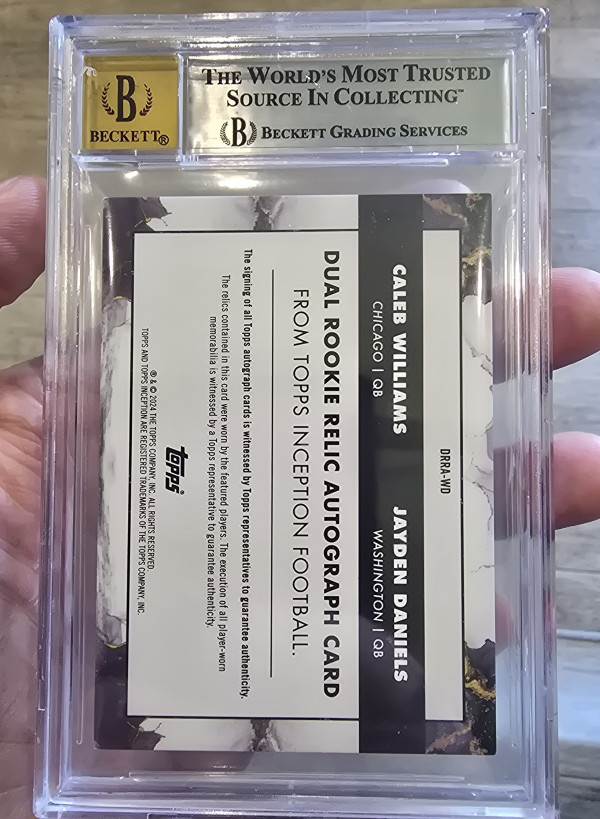 B
BECKETT®
THE WORLD'S MOST TRUSTED
SOURCE IN COLLECTING™
B BECKETT GRADING SERVICES
DRRA-WD
CALEB WILLIAMS
CHICAGO | QB
JAYDEN DANIELS
WASHINGTON | QB
DUAL ROOKIE RELIC AUTOGRAPH CARD
FROM TOPPS INCEPTION FOOTBALL.
The signing of all Topps autograph cards is witnessed by Topps representatives to guarantee authenticity.
The relics contained in this card were worn by the featured players. The execution of all player-worn
memorabilia is witnessed by a Topps representative to guarantee authenticity.
topps®
® & © 2024 THE TOPPS COMPANY, INC. ALL RIGHTS RESERVED.
TOPPS AND TOPPS INCEPTION ARE REGISTERED TRADEMARKS OF THE TOPPS COMPANY, INC.